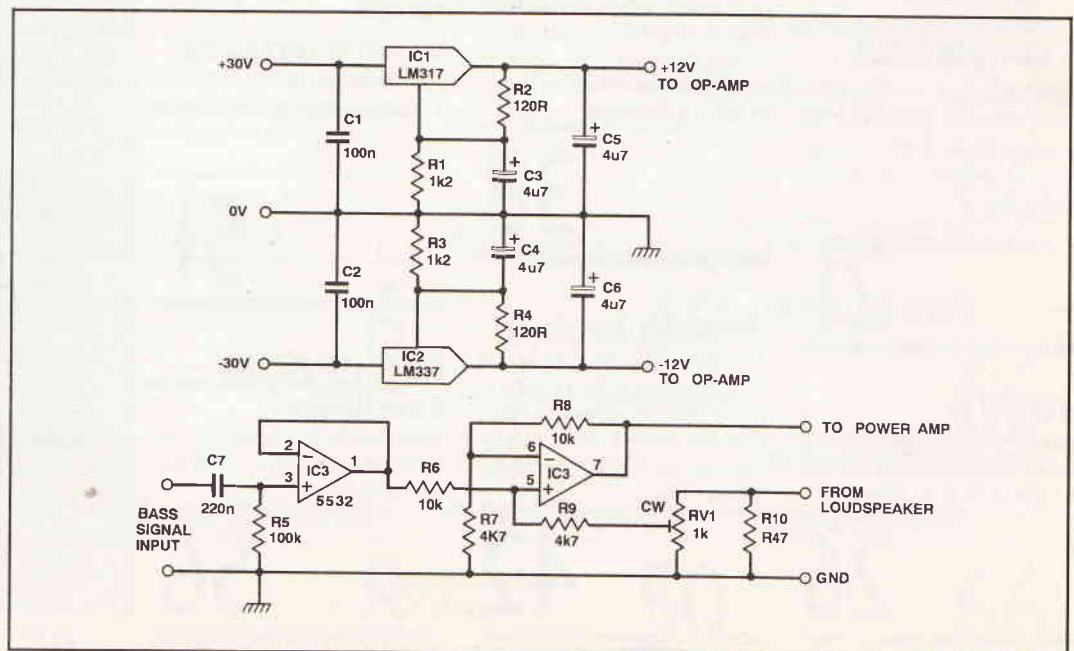 +30V
IC1
LM317
+12V
TO OP-AMP
R2
120R
C1
100n
R1
1k2
C3
4u7
+
C5
4u7
+
0V
R3
1k2
C4
4u7
+
C2
100n
R4
120R
C6
4u7
+
-30V
IC2
LM337
-12V
TO OP-AMP
R8
10k
TO POWER AMP
C7
220n
2
-
3
+
IC3
1
5532
R6
10k
6
-
5
+
IC3
7
FROM
LOUDSPEAKER
BASS
SIGNAL
INPUT
R5
100k
R7
4K7
R9
4k7
CW
RV1
1k
R10
R47
GND